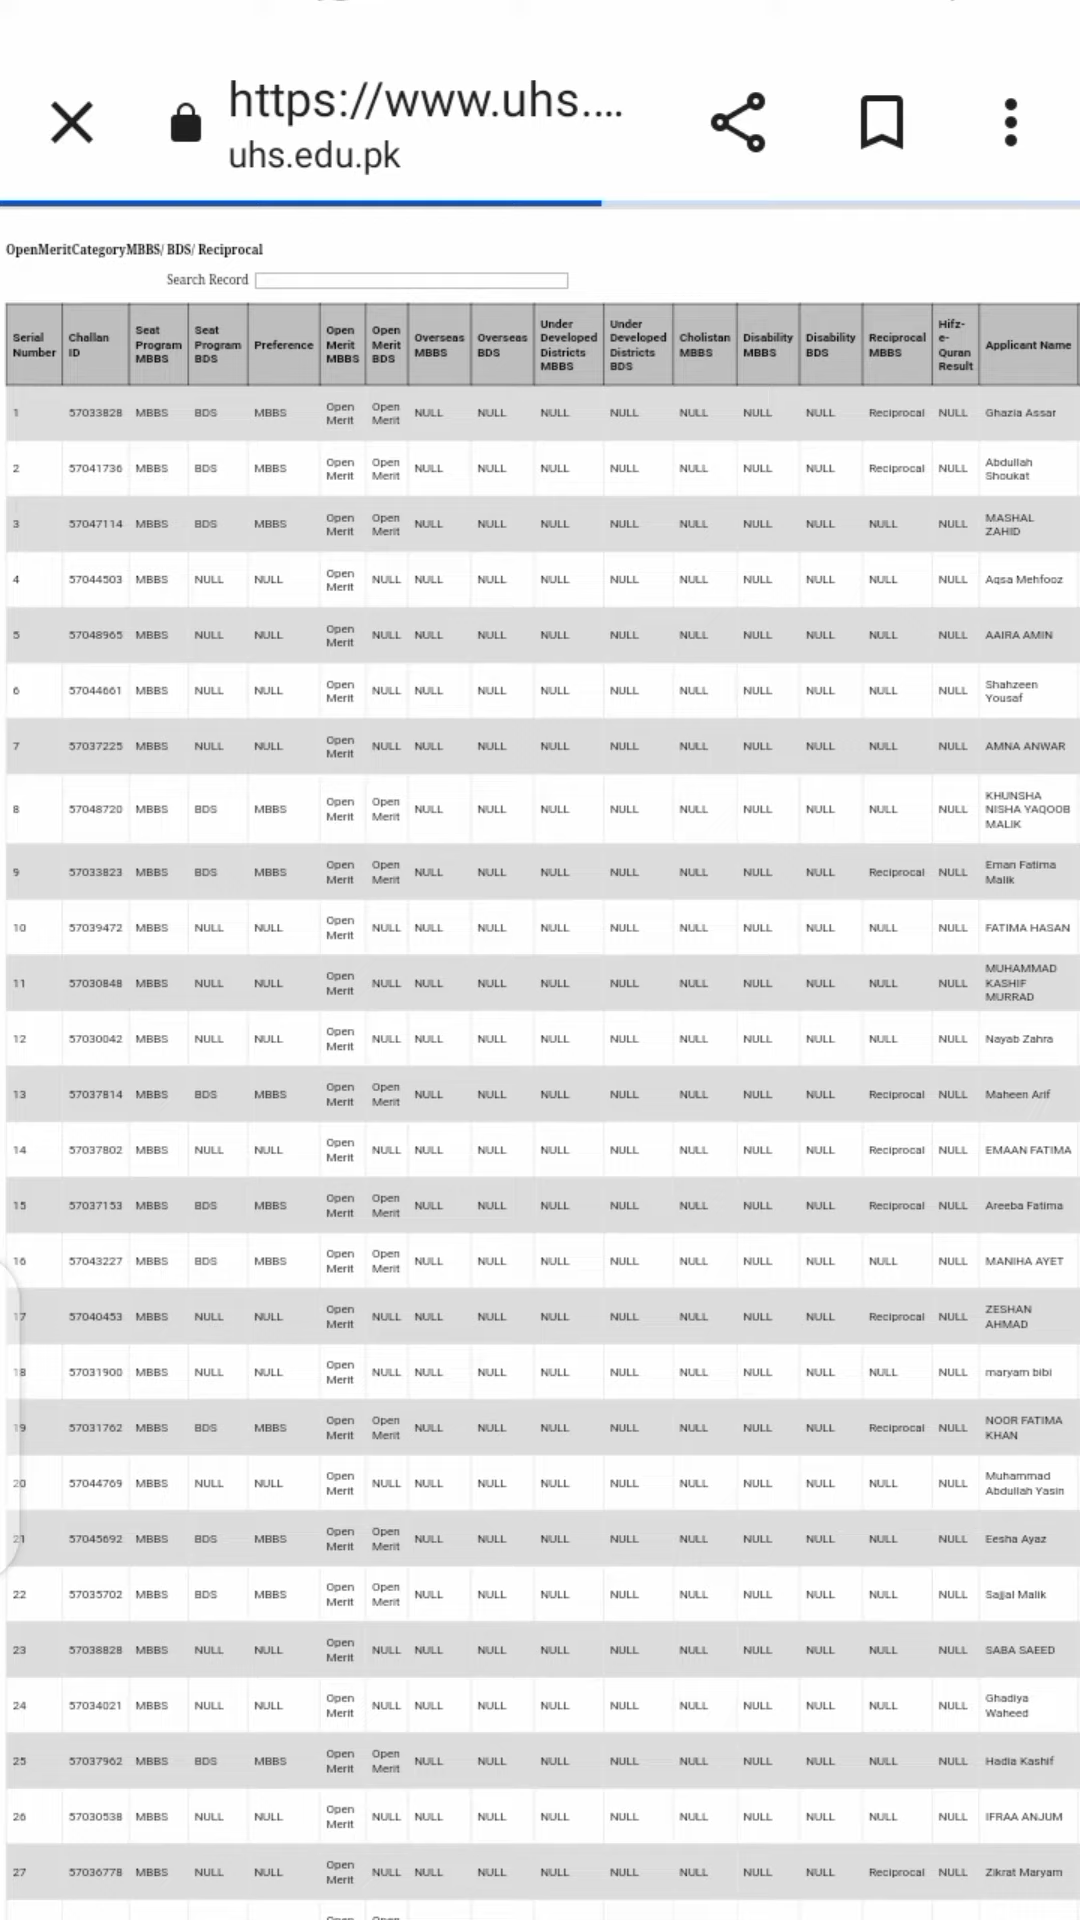 https://www.uhs....
uhs.edu.pk
OpenMeritCategoryMBBS/ BDS/ Reciprocal
Search Record
Serial Number Challan ID Seat Program MBBS Seat Program BDS Preference Open Merit MBBS Open Merit BDS Overseas MBBS Overseas BDS Under Developed Districts MBBS Under Developed Districts BDS Cholistan MBBS Disability MBBS Disability BDS Reciprocal MBBS Hifz-e-Quran Result Applicant Name
1 57033828 MBBS BDS MBBS Open Merit Open Merit NULL NULL NULL NULL NULL NULL NULL Reciprocal NULL Ghazia Assar
2 57041736 MBBS BDS MBBS Open Merit Open Merit NULL NULL NULL NULL NULL NULL NULL Reciprocal NULL Abdullah Shoukat
3 57047114 MBBS BDS MBBS Open Merit Open Merit NULL NULL NULL NULL NULL NULL NULL NULL NULL MASHAL ZAHID
4 57044503 MBBS NULL NULL Open Merit NULL NULL NULL NULL NULL NULL NULL NULL NULL NULL Aqsa Mehfooz
5 57048965 MBBS NULL NULL Open Merit NULL NULL NULL NULL NULL NULL NULL NULL NULL NULL AAIRA AMIN
6 57044661 MBBS NULL NULL Open Merit NULL NULL NULL NULL NULL NULL NULL NULL NULL NULL Shahzeen Yousaf
7 57037225 MBBS NULL NULL Open Merit NULL NULL NULL NULL NULL NULL NULL NULL NULL NULL AMNA ANWAR
8 57048720 MBBS BDS MBBS Open Merit Open Merit NULL NULL NULL NULL NULL NULL NULL NULL NULL KHUNSHA NISHA YAQOOB MALIK
9 57033823 MBBS BDS MBBS Open Merit Open Merit NULL NULL NULL NULL NULL NULL NULL Reciprocal NULL Eman Fatima Malik
10 57039472 MBBS NULL NULL Open Merit NULL NULL NULL NULL NULL NULL NULL NULL NULL NULL FATIMA HASAN
11 57030848 MBBS NULL NULL Open Merit NULL NULL NULL NULL NULL NULL NULL NULL NULL NULL MUHAMMAD KASHIF MURRAD
12 57030042 MBBS NULL NULL Open Merit NULL NULL NULL NULL NULL NULL NULL NULL NULL NULL Nayab Zahra
13 57037814 MBBS BDS MBBS Open Merit Open Merit NULL NULL NULL NULL NULL NULL NULL Reciprocal NULL Maheen Arif
14 57037802 MBBS NULL NULL Open Merit NULL NULL NULL NULL NULL NULL NULL NULL Reciprocal NULL EMAAN FATIMA
15 57037153 MBBS BDS MBBS Open Merit Open Merit NULL NULL NULL NULL NULL NULL NULL Reciprocal NULL Areeba Fatima
16 57043227 MBBS BDS MBBS Open Merit Open Merit NULL NULL NULL NULL NULL NULL NULL NULL NULL MANIHA AYET
17 57040453 MBBS NULL NULL Open Merit NULL NULL NULL NULL NULL NULL NULL NULL Reciprocal NULL ZESHAN AHMAD
18 57031900 MBBS NULL NULL Open Merit NULL NULL NULL NULL NULL NULL NULL NULL NULL NULL maryam bibi
19 57031762 MBBS BDS MBBS Open Merit Open Merit NULL NULL NULL NULL NULL NULL NULL Reciprocal NULL NOOR FATIMA KHAN
20 57044769 MBBS NULL NULL Open Merit NULL NULL NULL NULL NULL NULL NULL NULL NULL NULL Muhammad Abdullah Yasin
21 57045692 MBBS BDS MBBS Open Merit Open Merit NULL NULL NULL NULL NULL NULL NULL NULL NULL Eesha Ayaz
22 57035702 MBBS BDS MBBS Open Merit Open Merit NULL NULL NULL NULL NULL NULL NULL NULL NULL Sajjal Malik
23 57038828 MBBS NULL NULL Open Merit NULL NULL NULL NULL NULL NULL NULL NULL NULL NULL SABA SAEED
24 57034021 MBBS NULL NULL Open Merit NULL NULL NULL NULL NULL NULL NULL NULL NULL NULL Ghadiya Waheed
25 57037962 MBBS BDS MBBS Open Merit Open Merit NULL NULL NULL NULL NULL NULL NULL NULL NULL Hadia Kashif
26 57030538 MBBS NULL NULL Open Merit NULL NULL NULL NULL NULL NULL NULL NULL NULL NULL IFRAA ANJUM
27 57036778 MBBS NULL NULL Open Merit NULL NULL NULL NULL NULL NULL NULL NULL Reciprocal NULL Zikrat Maryam
Open Open